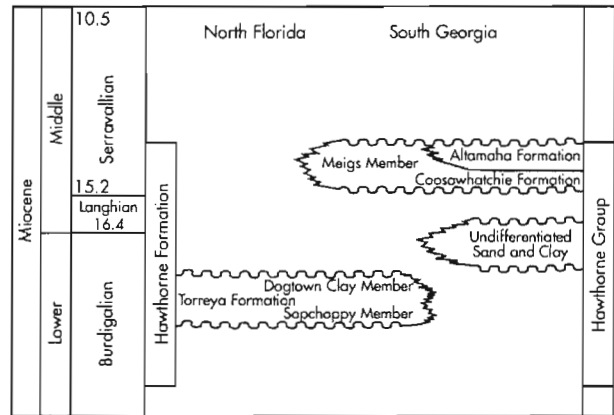 10.5
North Florida
South Georgia
Miocene
Middle
Serravallian
15.2
Langhian
16.4
Lower
Burdigalian
Hawthorne Formation
Meigs Member
Altamaha Formation
Coosawhatchie Formation
Undifferentiated
Sand and Clay
Dogtown Clay Member
Torreya Formation
Sopchoppy Member
Hawthorne Group